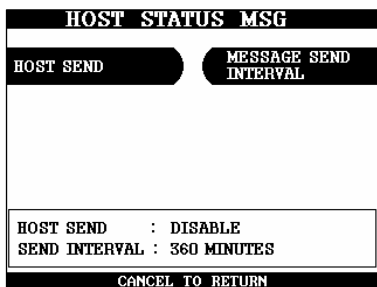 HOST STATUS MSG
HOST SEND
MESSAGE SEND
INTERVAL
HOST SEND : DISABLE
SEND INTERVAL : 360 MINUTES
CANCEL TO RETURN